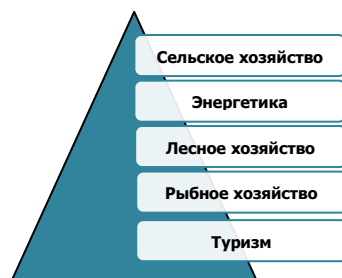 Сельское хозяйство
Энергетика
Лесное хозяйство
Рыбное хозяйство
Туризм